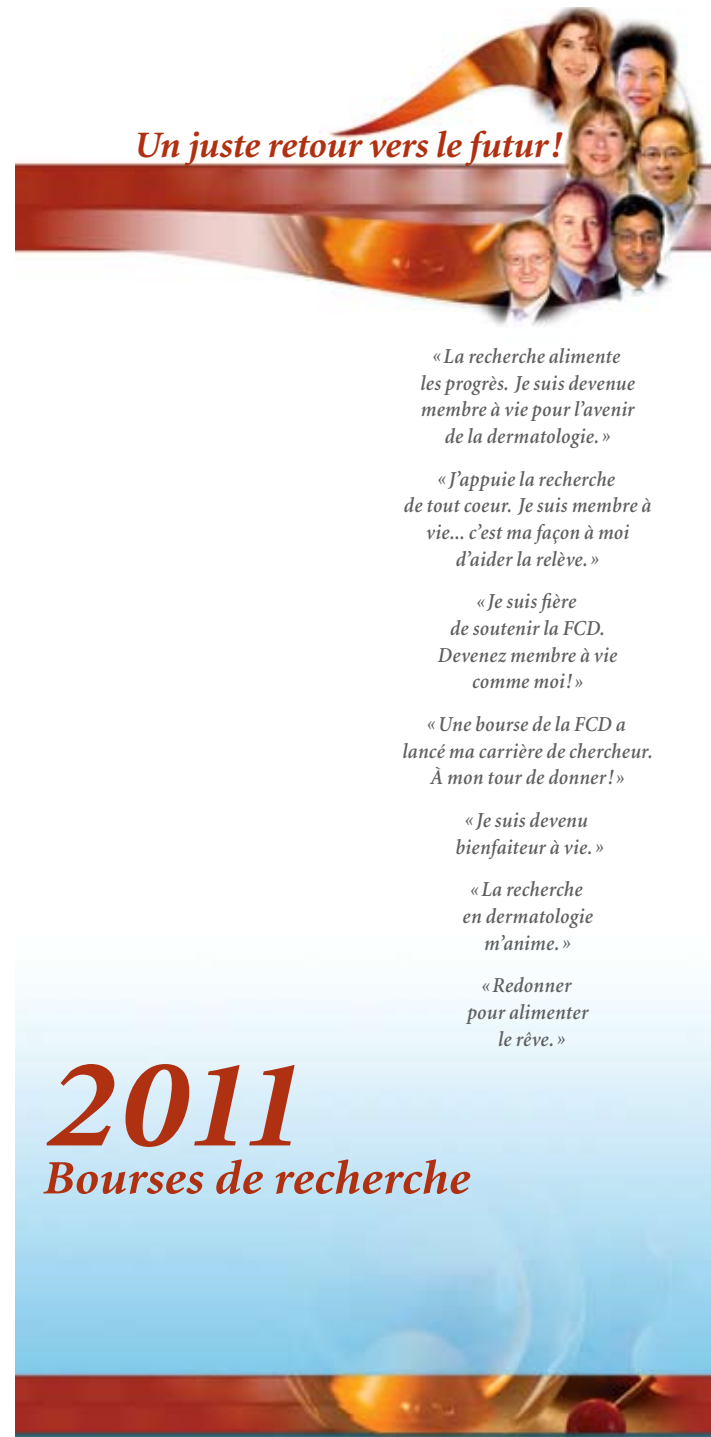 Un juste retour vers le futur !
« La recherche alimente
les progrès. Je suis devenue
membre à vie pour l’avenir
de la dermatologie. »
« J’appuie la recherche
de tout coeur. Je suis membre à
vie... c’est ma façon à moi
d’aider la relève. »
« Je suis fière
de soutenir la FCD.
Devenez membre à vie
comme moi! »
« Une bourse de la FCD a
lancé ma carrière de chercheur.
À mon tour de donner! »
« Je suis devenu
bienfaiteur à vie. »
« La recherche
en dermatologie
m’anime. »
« Redonner
pour alimenter
le rêve. »
2011
Bourses de recherche